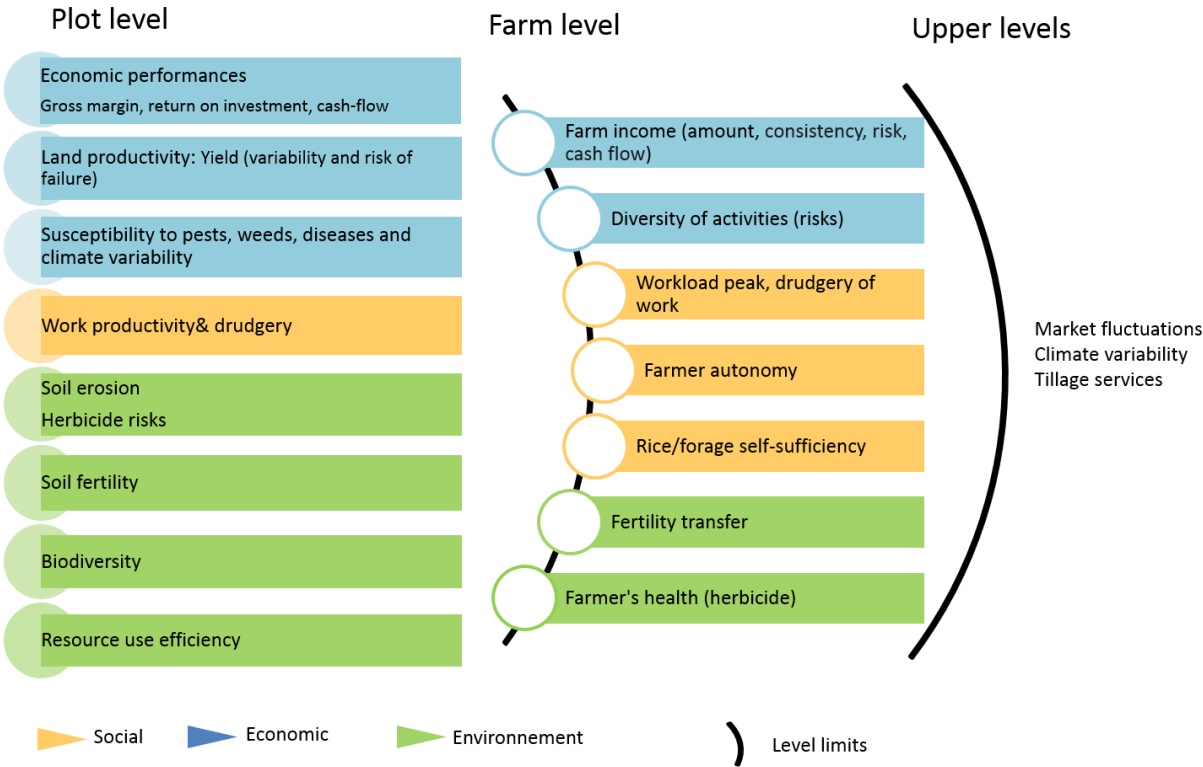 Plot level
Farm level
Upper levels
Economic performances
Gross margin, return on investment, cash-flow
Land productivity: Yield (variability and risk of
failure)
Susceptibility to pests, weeds, diseases and
climate variability
Work productivity& drudgery
Soil erosion
Herbicide risks
Soil fertility
Biodiversity
Resource use efficiency
Farm income (amount, consistency, risk,
cash flow)
Diversity of activities (risks)
Workload peak, drudgery of
work
Farmer autonomy
Rice/forage self-sufficiency
Fertility transfer
Farmer's health (herbicide)
Market fluctuations
Climate variability
Tillage services
Social
Economic
Environnement
Level limits